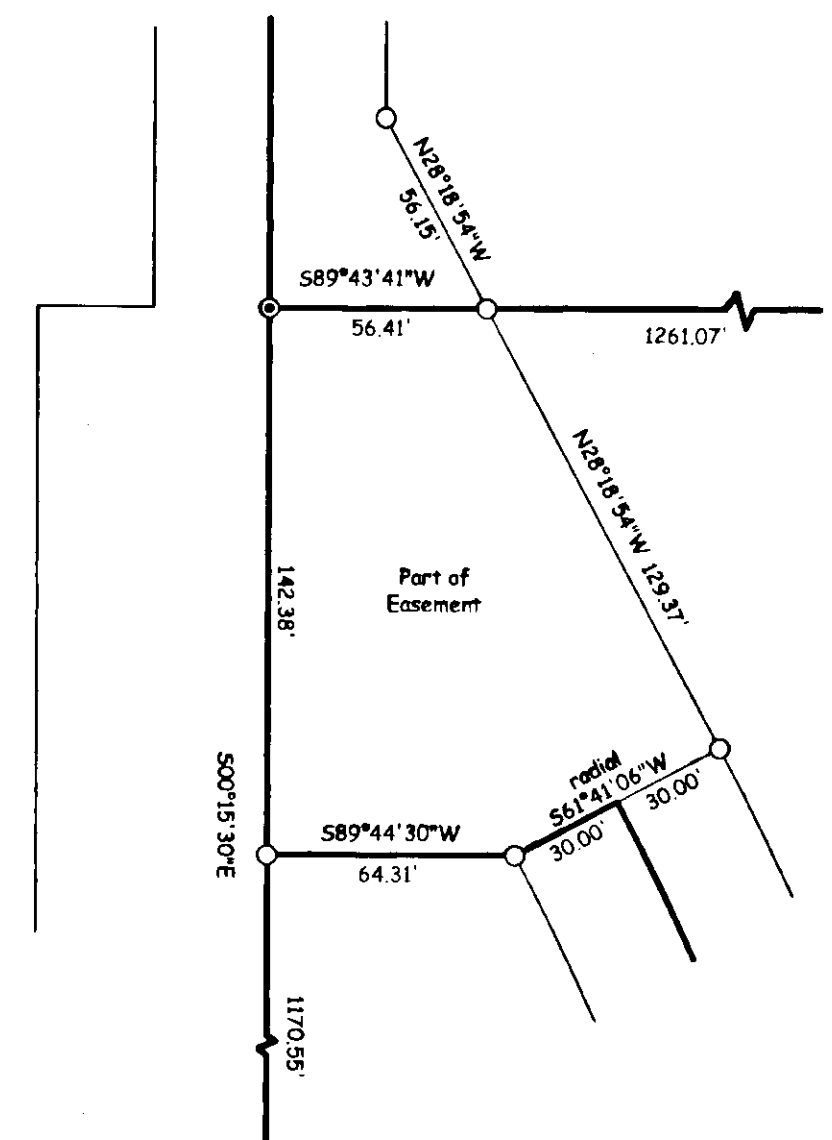 N28°18'54"W
56.15'
S89°43'41"W
56.41'
1261.07'
N28°18'54"W 129.37'
142.38'
Part of
Easement
S00°15'30"E
radial
S61°41'06"W
30.00'
30.00'
S89°44'30"W
64.31'
1170.55'